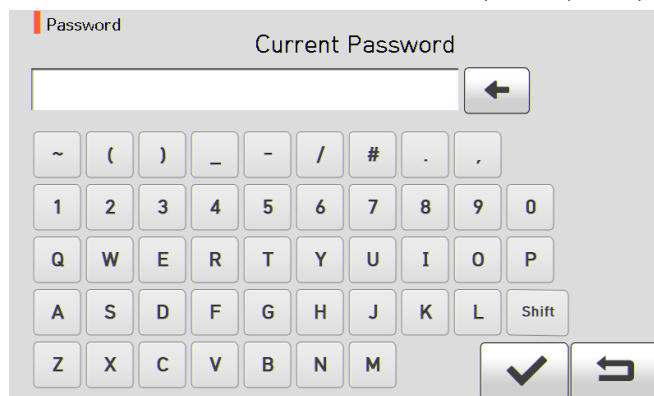 Password
Current Password
~ ( ) _ - / # . ,
1 2 3 4 5 6 7 8 9 0
Q W E R T Y U I O P
A S D F G H J K L Shift
Z X C V B N M